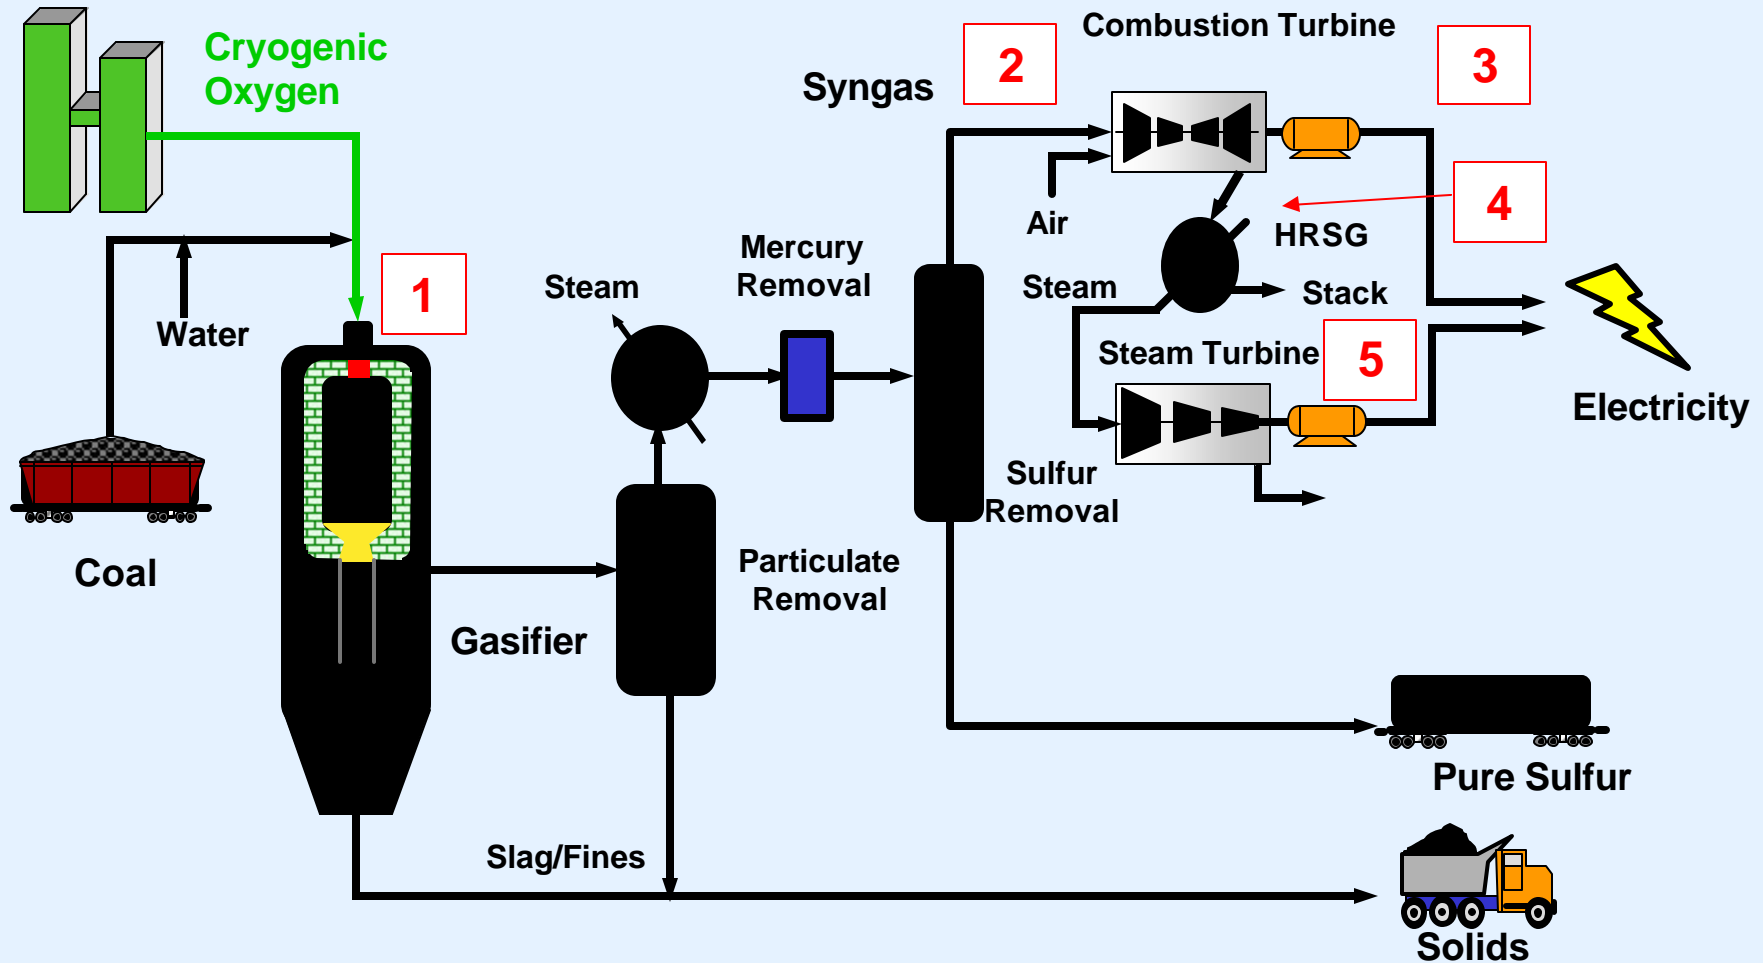 Combustion Turbine
Cryogenic
Oxygen
2
3
Syngas
4
Air
HRSG
Mercury
Removal
Steam
1
Steam
Stack
Water
Steam Turbine
5
Electricity
Sulfur
Removal
Coal
Particulate
Removal
Gasifier
Pure Sulfur
Slag/Fines
Solids